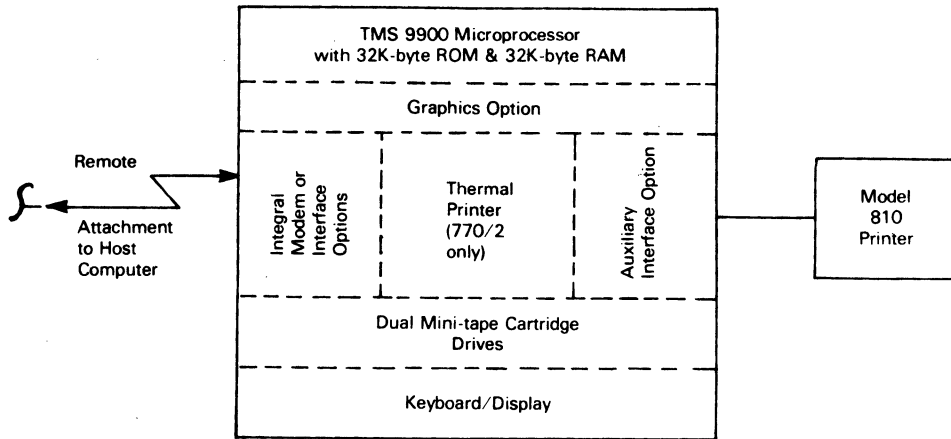 TMS 9900 Microprocessor
with 32K-byte ROM & 32K-byte RAM
Graphics Option
Remote
Attachment
to Host
Computer
Integral
Modem or
Interface
Options
Thermal
Printer
(770/2
only)
Auxiliary
Interface Option
Model
810
Printer
Dual Mini-tape Cartridge
Drives
Keyboard/Display